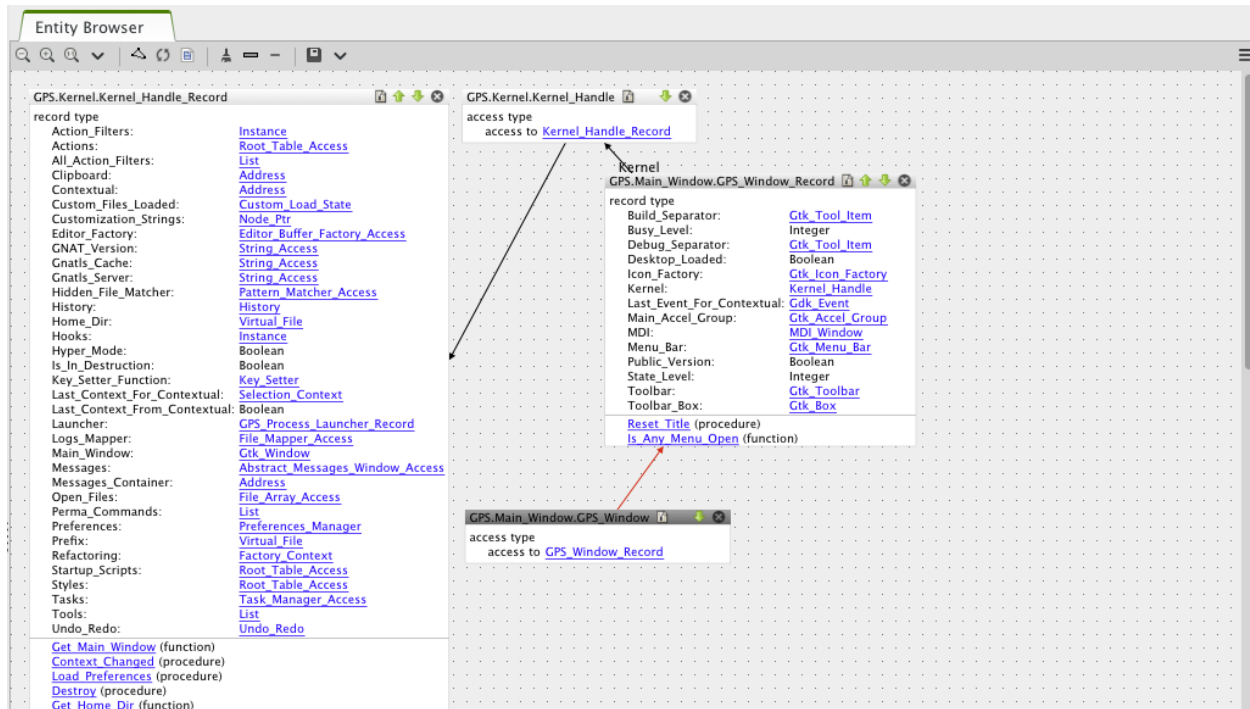 Entity Browser
GPS.Kernel.Kernel_Handle_Record
record type
Action_Filters: Instance
Actions: Root_Table_Access
All_Action_Filters: List
Clipboard: Address
Contextual: Address
Custom_Files_Loaded: Custom_Load_State
Customization_Strings: Node_Ptr
Editor_Factory: Editor_Buffer_Factory_Access
GNAT_Version: String_Access
Gnatls_Cache: String_Access
Gnatls_Server: String_Access
Hidden_File_Matcher: Pattern_Matcher_Access
History: History
Home_Dir: Virtual_File
Hooks: Instance
Hyper_Mode: Boolean
Is_In_Destruction: Boolean
Key_Setter_Function: Key_Setter
Last_Context_For_Contextual: Selection_Context
Last_Context_From_Contextual: Boolean
Launcher: GPS_Process_Launcher_Record
Logs_Mapper: File_Mapper_Access
Main_Window: Gtk_Window
Messages: Abstract_Messages_Window_Access
Messages_Container: Address
Open_Files: File_Array_Access
Perma_Commands: List
Preferences: Preferences_Manager
Prefix: Virtual_File
Refactoring: Factory_Context
Startup_Scripts: Root_Table_Access
Styles: Root_Table_Access
Tasks: Task_Manager_Access
Tools: List
Undo_Redo: Undo_Redo
Get_Main_Window (function)
Context_Changed (procedure)
Load_Preferences (procedure)
Destroy (procedure)
Get_Home_Dir (function)
GPS.Kernel.Kernel_Handle
access type
access to Kernel_Handle_Record
Kernel
GPS.Main_Window.GPS_Window_Record
record type
Build_Separator: Gtk_Tool_Item
Busy_Level: Integer
Debug_Separator: Gtk_Tool_Item
Desktop_Loaded: Boolean
Icon_Factory: Gtk_Icon_Factory
Kernel: Kernel_Handle
Last_Event_For_Contextual: Gdk_Event
Main_Accel_Group: Gtk_Accel_Group
MDI: MDI_Window
Menu_Bar: Gtk_Menu_Bar
Public_Version: Boolean
State_Level: Integer
Toolbar: Gtk_Toolbar
Toolbar_Box: Gtk_Box
Reset_Title (procedure)
Is_Any_Menu_Open (function)
GPS.Main_Window.GPS_Window
access type
access to GPS_Window_Record